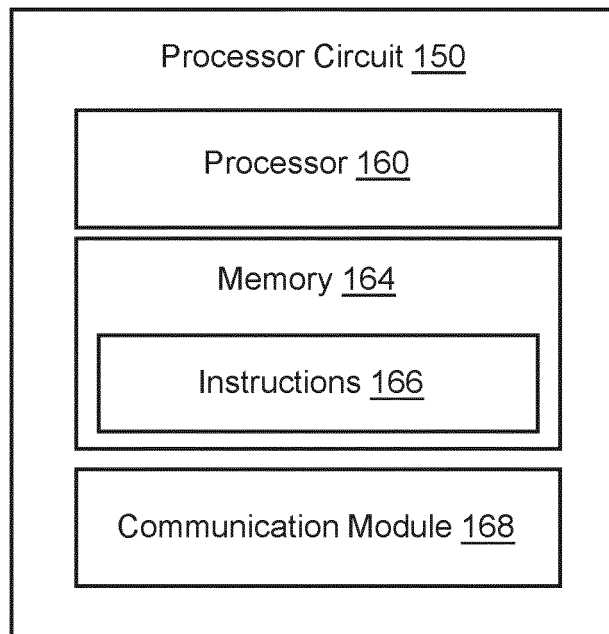 Processor Circuit 150
Processor 160
Memory 164
Instructions 166
Communication Module 168